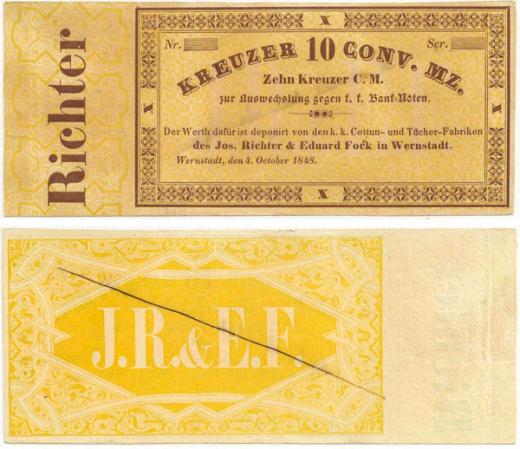 Richter
X
Nr. Ser.
KREUZER 10 CONV. MZ.
Zehn Kreuzer C. M.
zur Auswechslung gegen k. k. Bank-Noten.
X X
Der Werth dafür ist deponirt von den k. k. Cottun- und Tücher-Fabriken
des Jos. Richter & Eduard Fock in Wernstadt.
Wernstadt, den 4. October 1848.
X
J.R.&E.F.